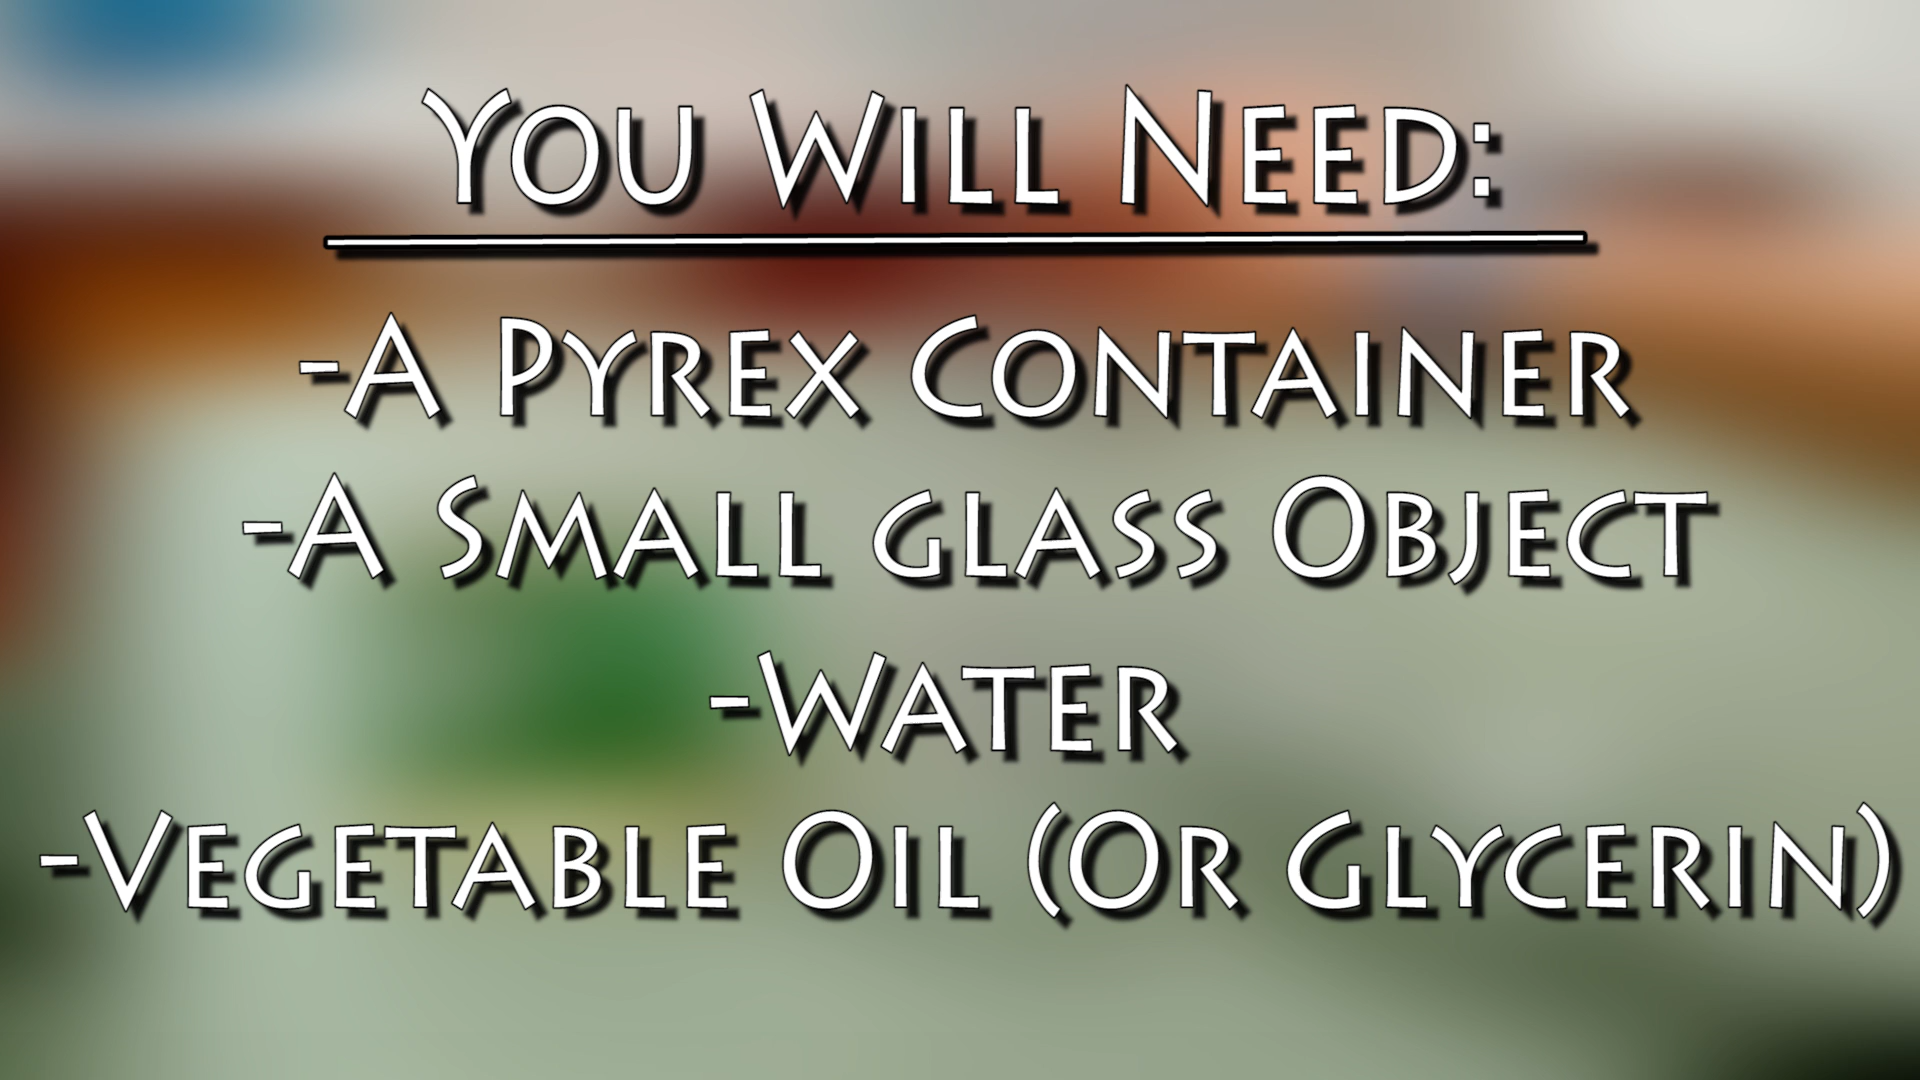 You Will Need:
-A Pyrex Container
-A Small glass Object
-Water
-Vegetable Oil (Or Glycerin)